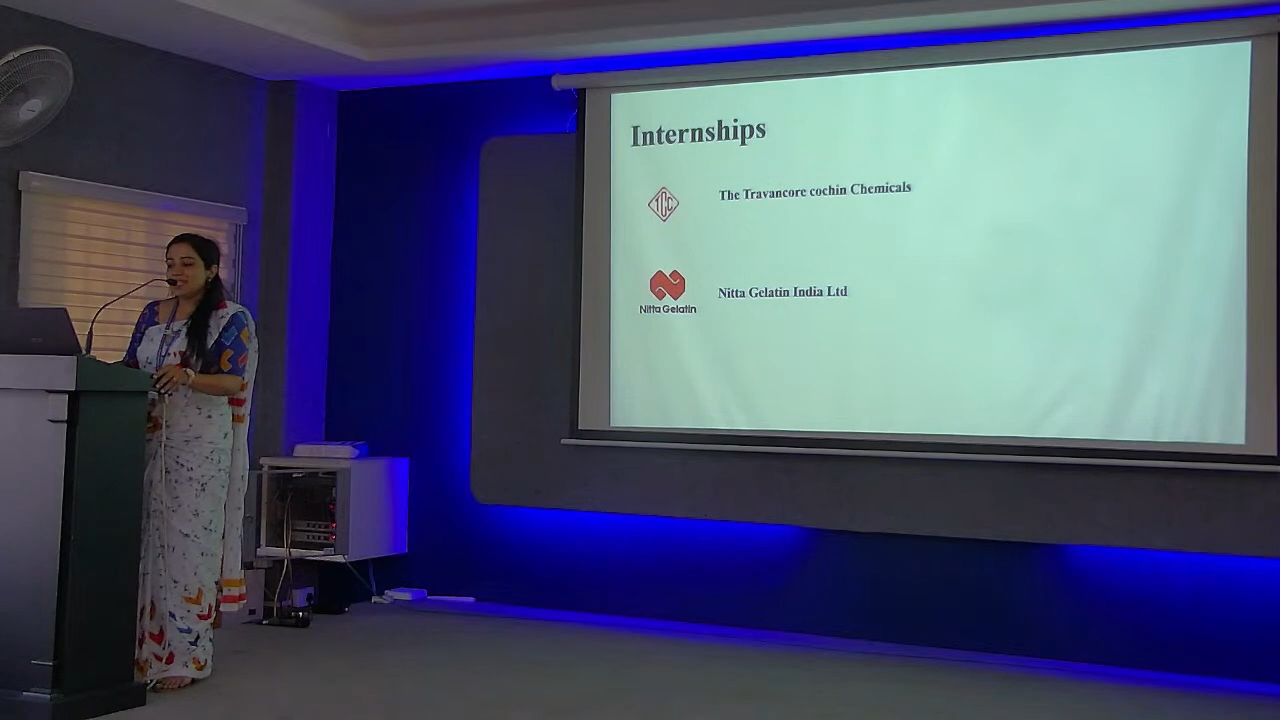 Internships
TCC
The Travancore cochin Chemicals
Nitta Gelatin
Nitta Gelatin India Ltd